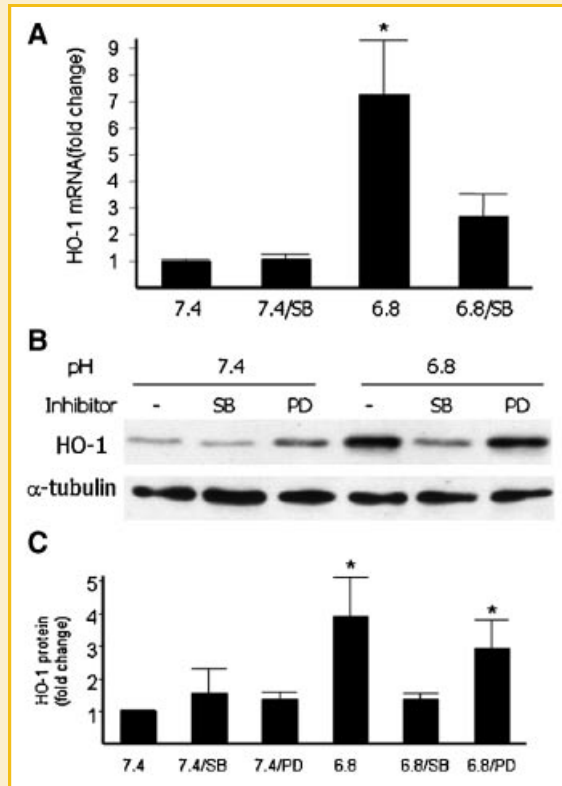 A
HO-1 mRNA(fold change)
9
8
7
6
5
4
3
2
1
*
7.4 7.4/SB 6.8 6.8/SB
B
pH 7.4 6.8
Inhibitor - SB PD - SB PD
HO-1
α-tubulin
C
HO-1 protein
(fold change)
5
4
3
2
1
* *
7.4 7.4/SB 7.4/PD 6.8 6.8/SB 6.8/PD